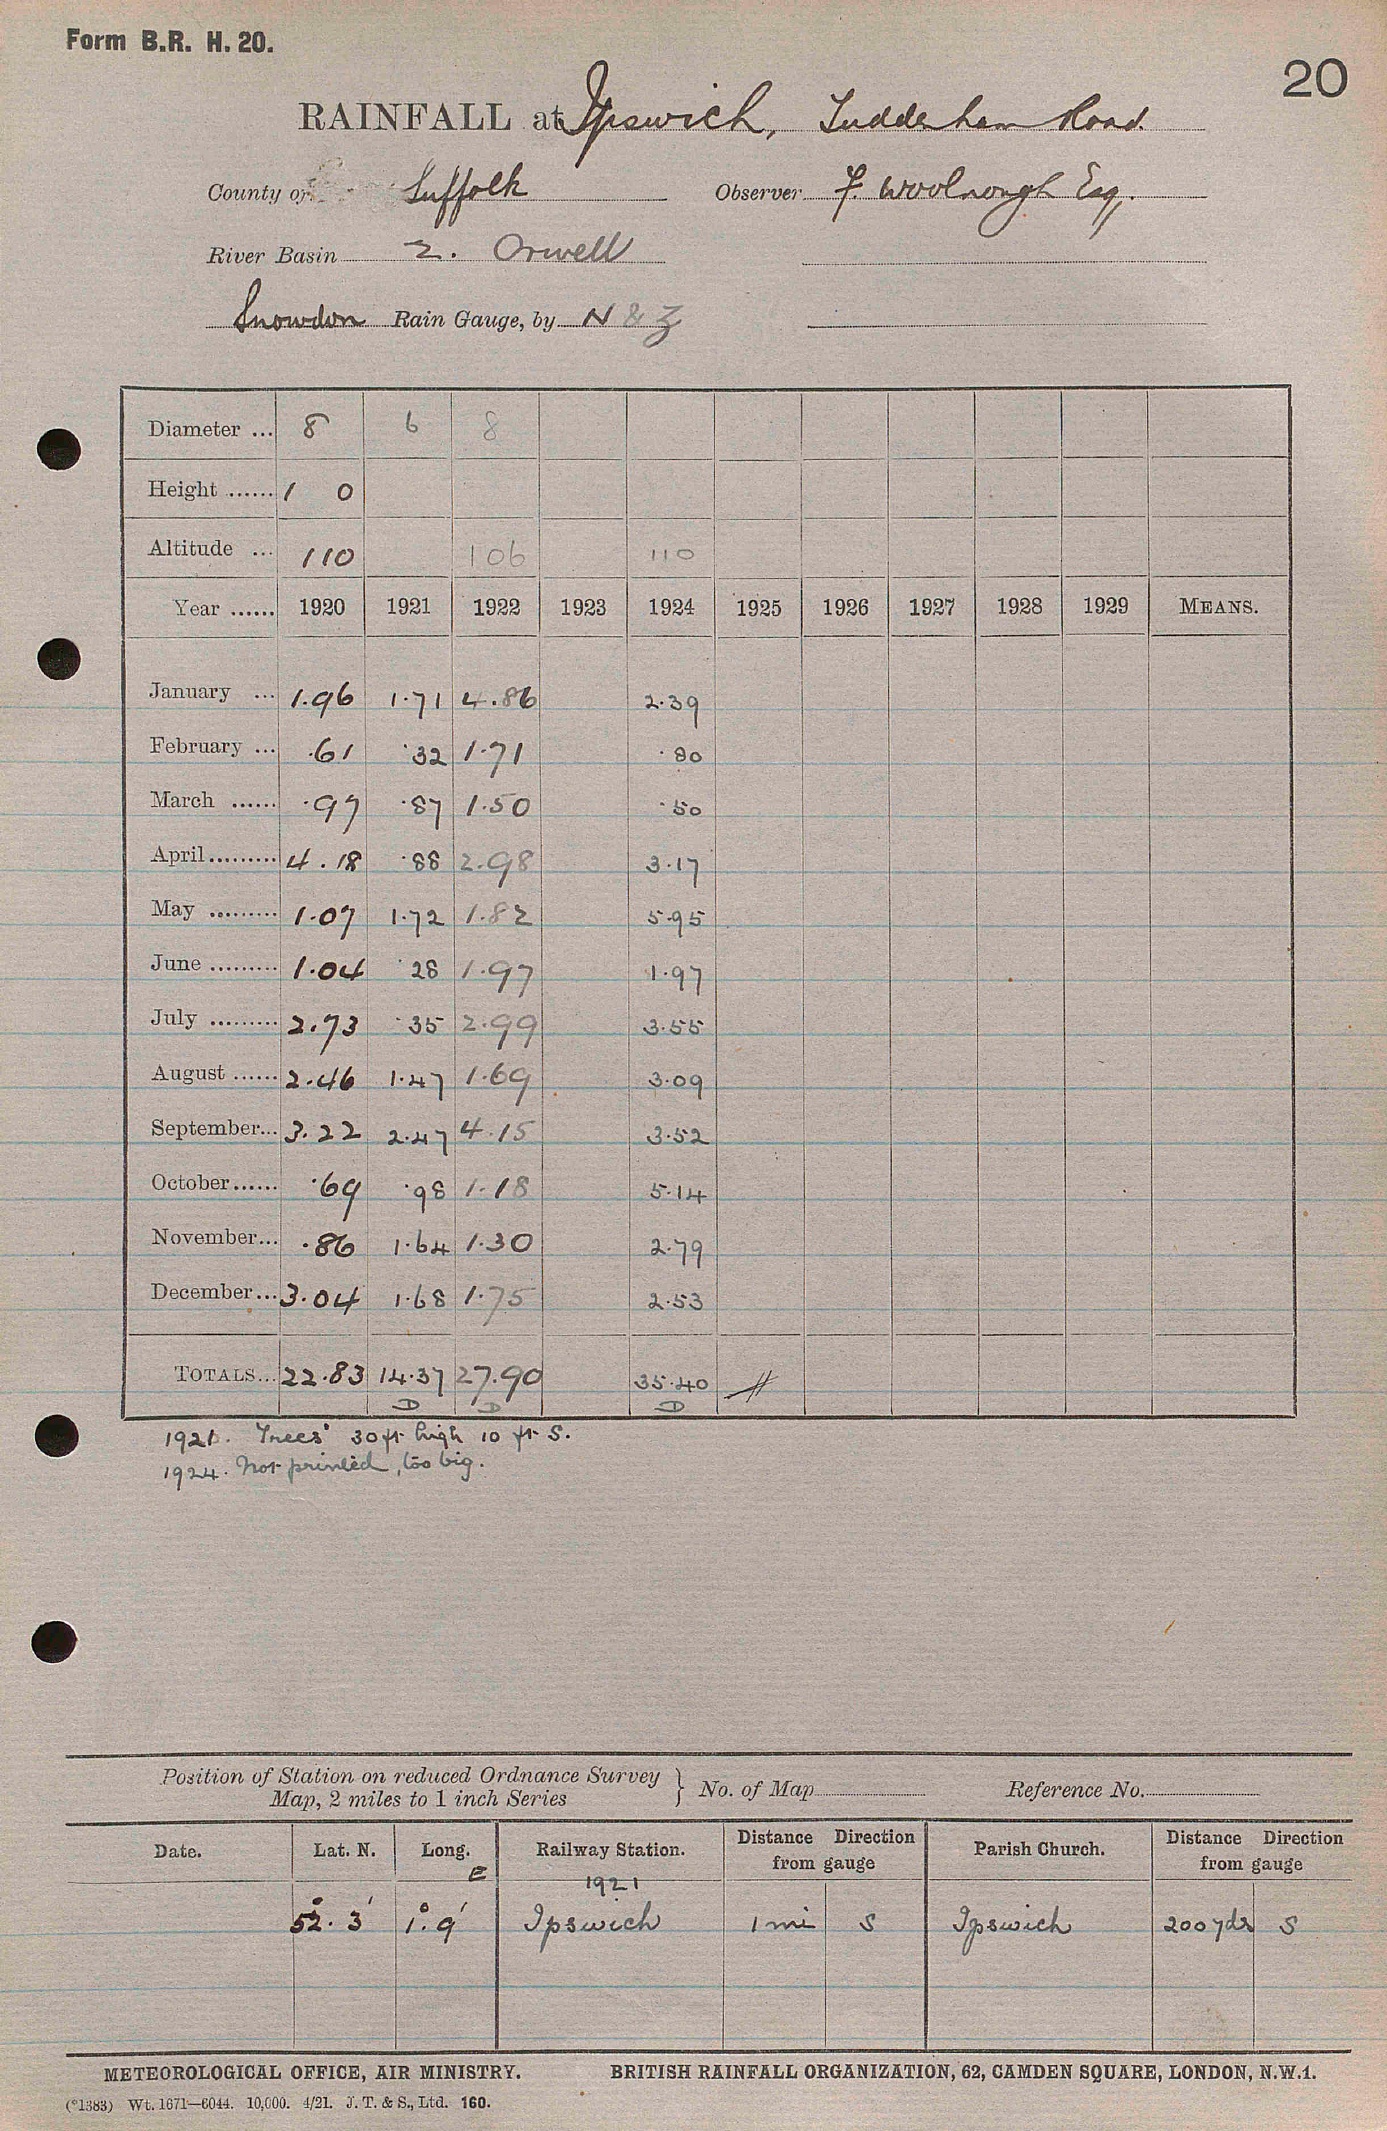 Form B.R. H. 20.
20
RAINFALL at Ipswich, Tuddenham Road.
County of Suffolk Observer F. Woolnough Esq.
River Basin 2. Orwell
Snowdon Rain Gauge, by N & Z
Diameter ... 8 6 8
Height ...... 1 0
Altitude ... 110 106 110
Year ...... 1920 1921 1922 1923 1924 1925 1926 1927 1928 1929 MEANS.
January ... 1.96 1.71 4.86 2.39
February ... .61 .32 1.71 .80
March ...... .97 .87 1.50 .50
April......... 4.18 .88 2.98 3.17
May ......... 1.07 1.72 1.82 5.95
June ......... 1.04 .28 1.97 1.97
July ......... 2.73 .35 2.99 3.55
August ...... 2.46 1.47 1.69 3.09
September... 3.22 2.47 4.15 3.52
October...... .69 .98 1.18 5.14
November... .86 1.64 1.30 2.79
December... 3.04 1.68 1.75 2.53
TOTALS... 22.83 14.37 27.90 35.40
D D D
1921. Trees 30ft high 10 ft S.
1924. Not printed, too big.
Position of Station on reduced Ordnance Survey Map, 2 miles to 1 inch Series } No. of Map Reference No.
Date. Lat. N. Long. E Railway Station. Distance Direction from gauge Parish Church. Distance Direction from gauge
1921
52° 3' 1° 9' Ipswich 1 mi S Ipswich 200 yds S
METEOROLOGICAL OFFICE, AIR MINISTRY. BRITISH RAINFALL ORGANIZATION, 62, CAMDEN SQUARE, LONDON, N.W.1.
(*1383) Wt. 1671—6044. 10,000. 4/21. J. T. & S., Ltd. 160.